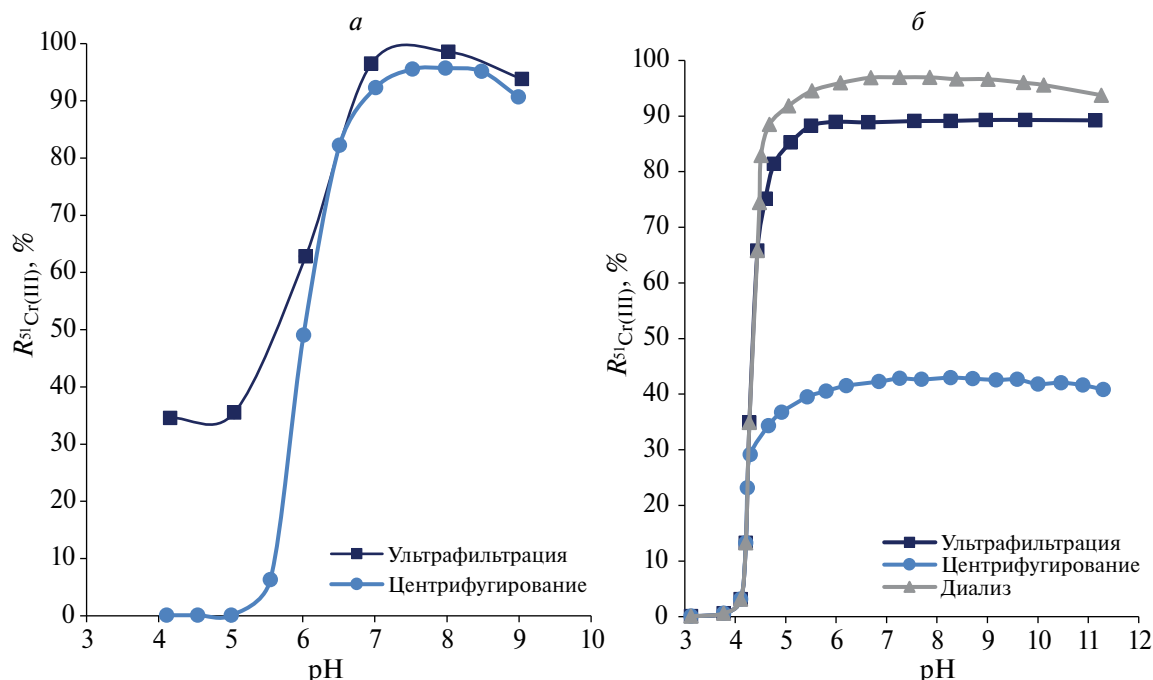 а
100
90
80
70
60
50
40
30
20
10
0
R⁵¹Cr(III), %
3 4 5 6 7 8 9 10
pH
Ультрафильтрация
Центрифугирование
б
100
90
80
70
60
50
40
30
20
10
0
R⁵¹Cr(III), %
3 4 5 6 7 8 9 10 11 12
pH
Ультрафильтрация
Центрифугирование
Диализ